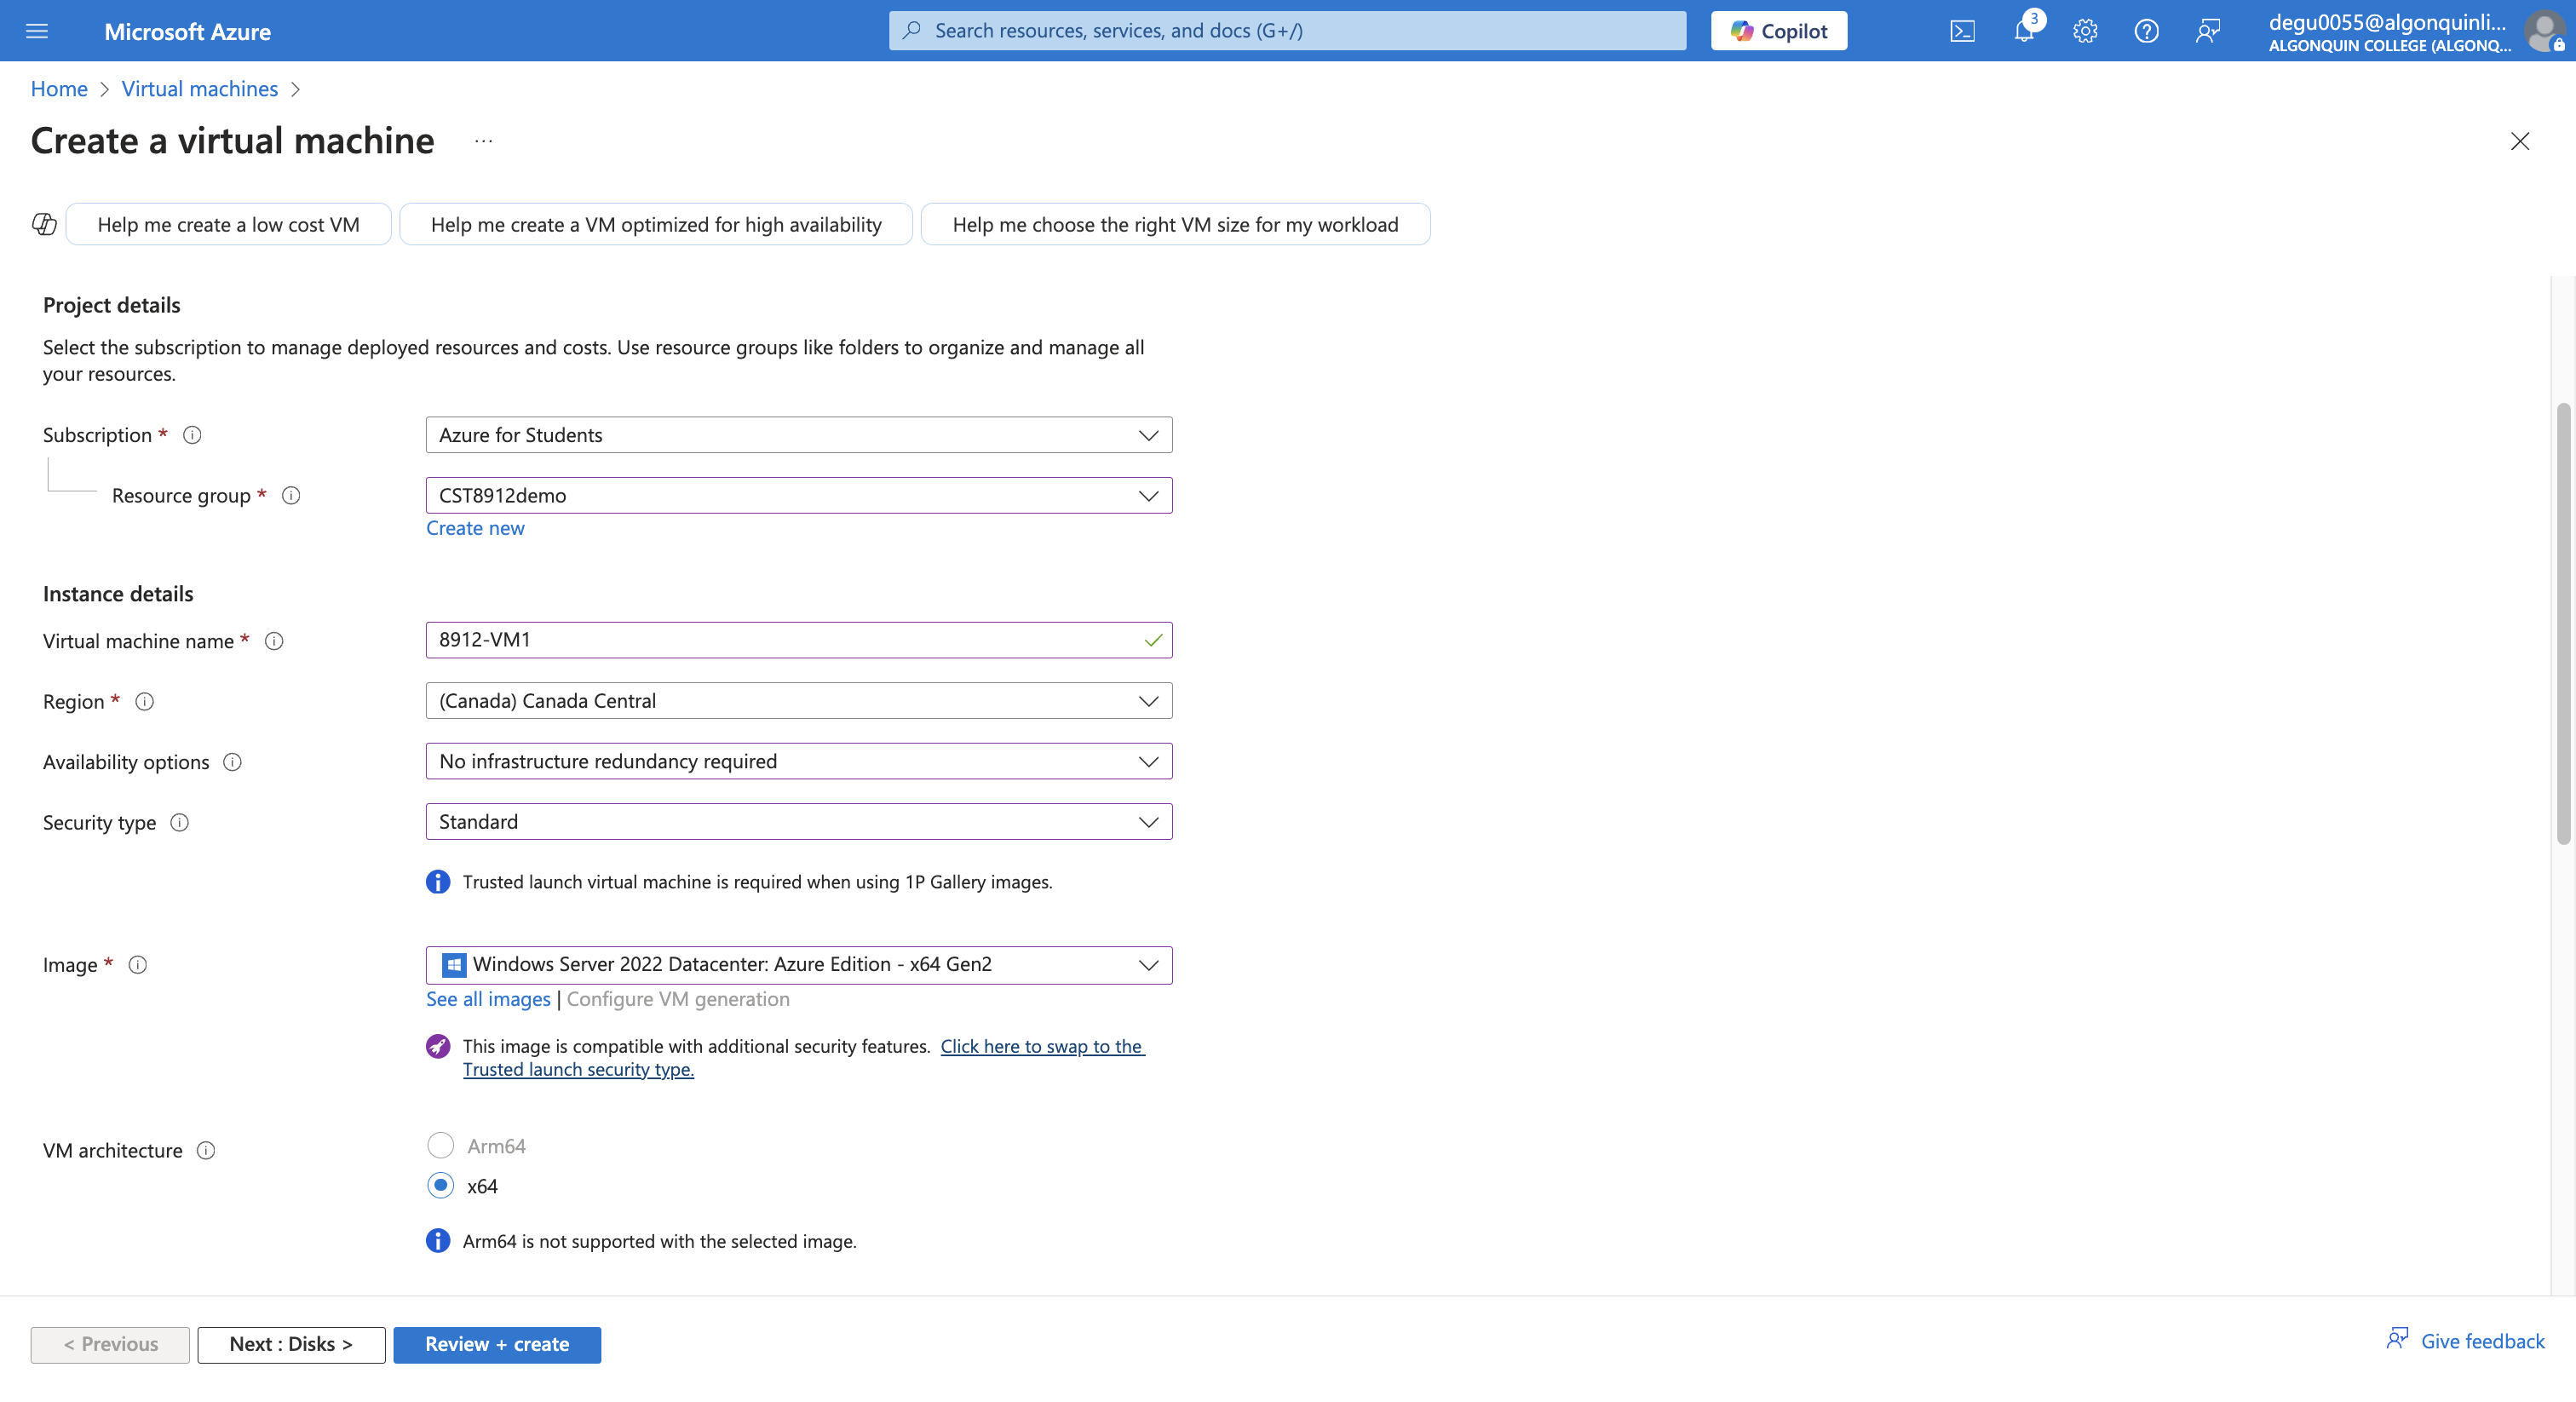 Microsoft Azure
Search resources, services, and docs (G+/)
Copilot
3
degu0055@algonquinli...
ALGONQUIN COLLEGE (ALGONQ...
Home > Virtual machines >
Create a virtual machine ...
Help me create a low cost VM
Help me create a VM optimized for high availability
Help me choose the right VM size for my workload
Project details
Select the subscription to manage deployed resources and costs. Use resource groups like folders to organize and manage all
your resources.
Subscription *
Azure for Students
Resource group *
CST8912demo
Create new
Instance details
Virtual machine name *
8912-VM1
Region *
(Canada) Canada Central
Availability options
No infrastructure redundancy required
Security type
Standard
Trusted launch virtual machine is required when using 1P Gallery images.
Image *
Windows Server 2022 Datacenter: Azure Edition - x64 Gen2
See all images | Configure VM generation
This image is compatible with additional security features. Click here to swap to the
Trusted launch security type.
VM architecture
Arm64
x64
Arm64 is not supported with the selected image.
< Previous
Next : Disks >
Review + create
Give feedback